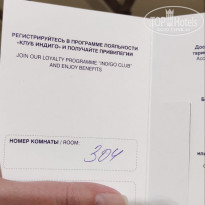 TopHotels
РЕГИСТРИРУЙТЕСЬ В ПРОГРАММЕ ЛОЯЛЬНОСТИ
«КЛУБ ИНДИГО» И ПОЛУЧАЙТЕ ПРИВИЛЕГИИ
JOIN OUR LOYALTY PROGRAMME "INDIGO CLUB"
AND ENJOY BENEFITS
НОМЕР КОМНАТЫ / ROOM:
304